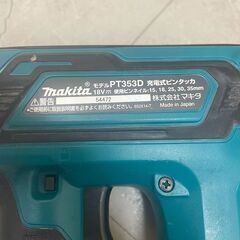 makita
モデル PT353D 充電式ピンタッカ
18V⎓ 使用ピンネイル:15, 18, 25, 30, 35mm
54472
株式会社マキタ
Made in Japan
⚠警告